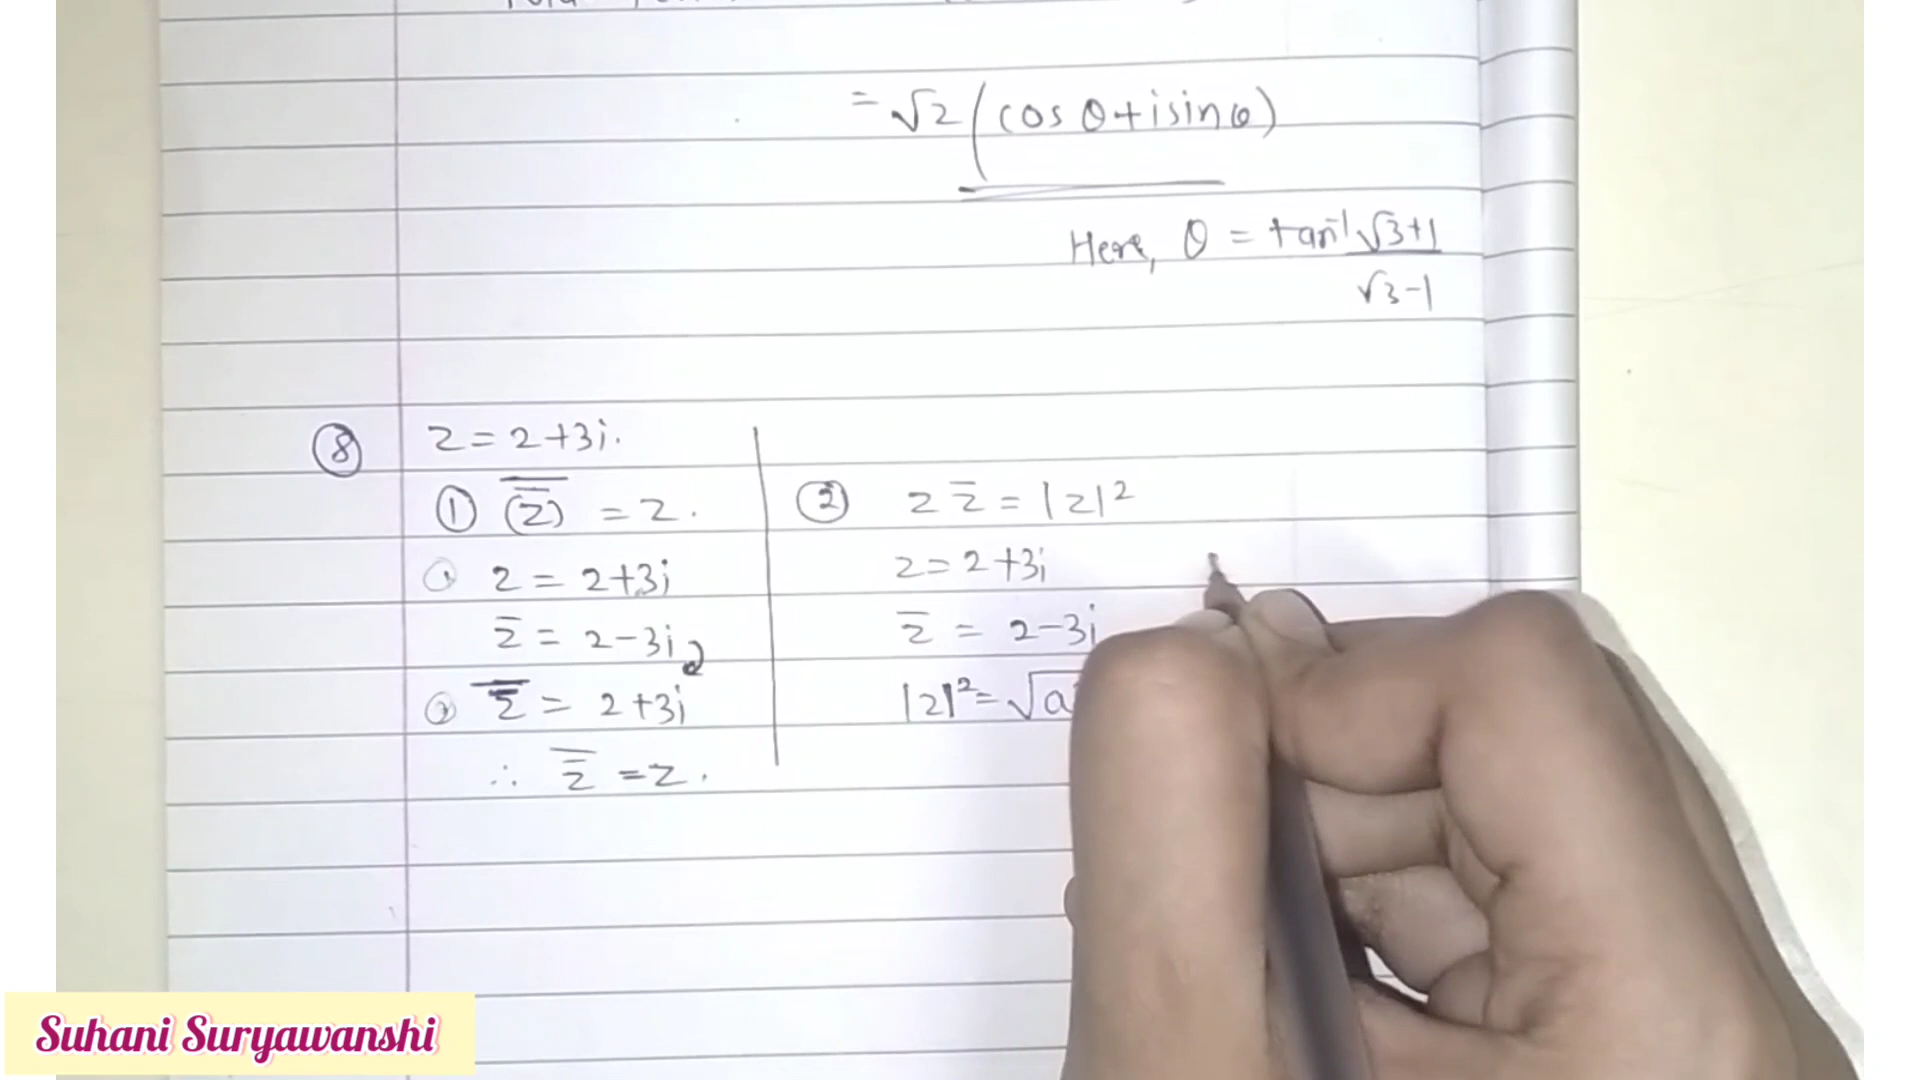 = √2 (cos θ + i sin θ)
Here, θ = tan⁻¹ √3+1
√3-1
⑧ z = 2+3i.
① \overline{(z̄)} = z.
① z = 2+3i
z̄ = 2-3i
② z̿ = 2+3i
∴ z̿ = z.
② z z̄ = |z|²
z = 2+3i
z̄ = 2-3i
|z|² = √a
Suhani Suryawanshi